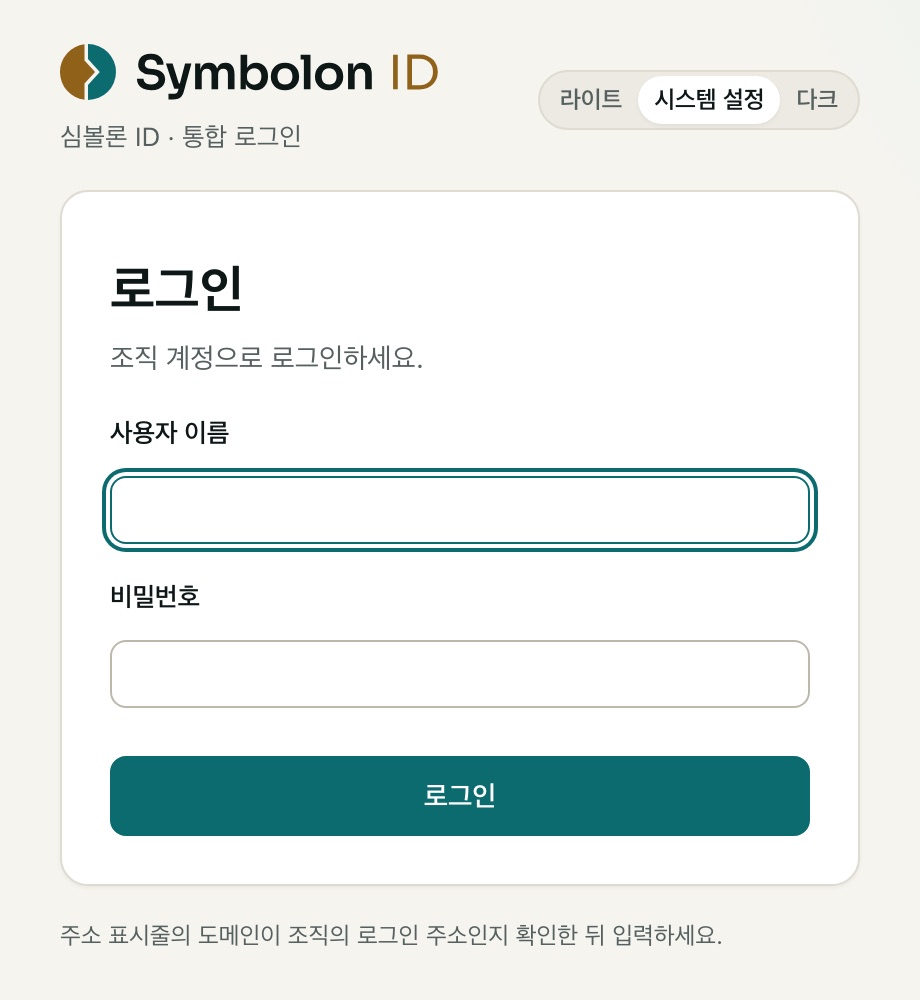 Symbolon ID
심볼론 ID · 통합 로그인
라이트 시스템 설정 다크
로그인
조직 계정으로 로그인하세요.
사용자 이름
비밀번호
로그인
주소 표시줄의 도메인이 조직의 로그인 주소인지 확인한 뒤 입력하세요.